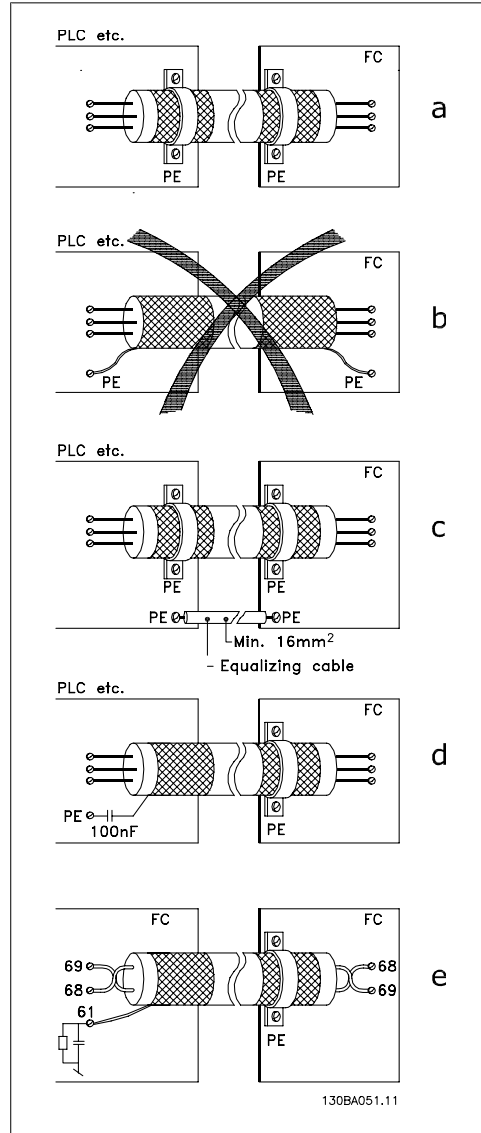 PLC etc.
FC
a
PE PE
PLC etc.
FC
b
PE PE
PLC etc.
FC
c
PE PE
PE PE
Min. 16mm²
- Equalizing cable
PLC etc.
FC
d
PE
100nF
PE
FC FC
69 68
68 69
e
61
PE
130BA051.11